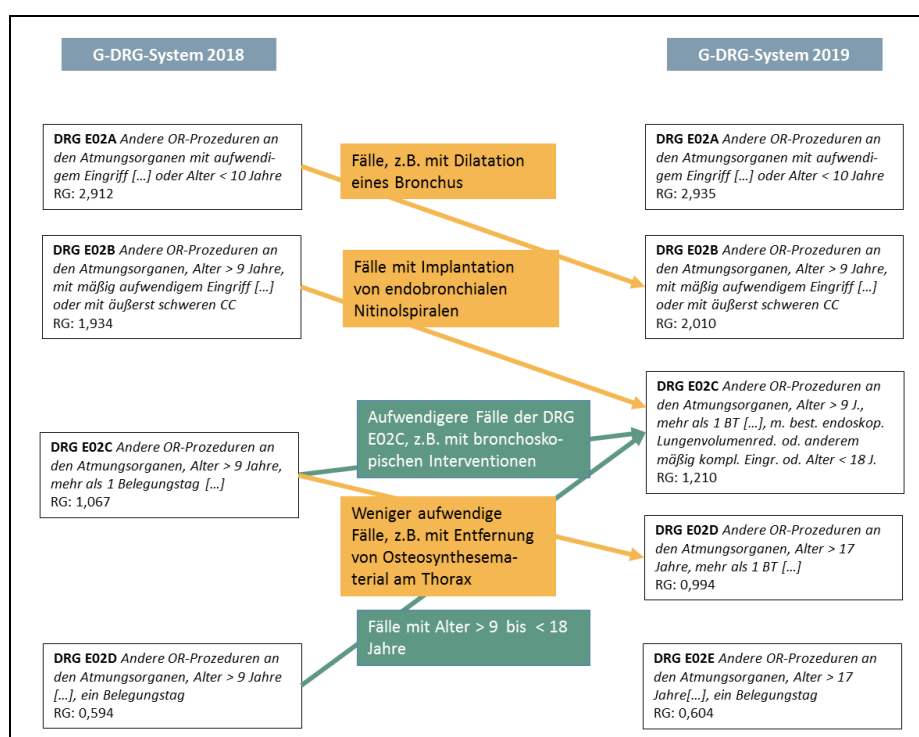 G-DRG-System 2018
G-DRG-System 2019
DRG E02A Andere OR-Prozeduren an
den Atmungsorganen mit aufwendi-
gem Eingriff […] oder Alter < 10 Jahre
RG: 2,912
Fälle, z.B. mit Dilatation
eines Bronchus
DRG E02A Andere OR-Prozeduren an
den Atmungsorganen mit aufwendi-
gem Eingriff […] oder Alter < 10 Jahre
RG: 2,935
DRG E02B Andere OR-Prozeduren an
den Atmungsorganen, Alter > 9 Jahre,
mit mäßig aufwendigem Eingriff […]
oder mit äußerst schweren CC
RG: 1,934
Fälle mit Implantation
von endobronchialen
Nitinolspiralen
DRG E02B Andere OR-Prozeduren an
den Atmungsorganen, Alter > 9 Jahre,
mit mäßig aufwendigem Eingriff […]
oder mit äußerst schweren CC
RG: 2,010
DRG E02C Andere OR-Prozeduren an
den Atmungsorganen, Alter > 9 Jahre,
mehr als 1 Belegungstag […]
RG: 1,067
Aufwendigere Fälle der DRG
E02C, z.B. mit bronchosko-
pischen Interventionen
DRG E02C Andere OR-Prozeduren an
den Atmungsorganen, Alter > 9 J.,
mehr als 1 BT […], m. best. endoskop.
Lungenvolumenred. od. anderem
mäßig kompl. Eingr. od. Alter < 18 J.
RG: 1,210
Weniger aufwendige
Fälle, z.B. mit Entfernung
von Osteosynthesema-
terial am Thorax
DRG E02D Andere OR-Prozeduren an
den Atmungsorganen, Alter > 17
Jahre, mehr als 1 BT […]
RG: 0,994
DRG E02D Andere OR-Prozeduren an
den Atmungsorganen, Alter > 9 Jahre
[…], ein Belegungstag
RG: 0,594
Fälle mit Alter > 9 bis < 18
Jahre
DRG E02E Andere OR-Prozeduren an
den Atmungsorganen, Alter > 17
Jahre[…], ein Belegungstag
RG: 0,604